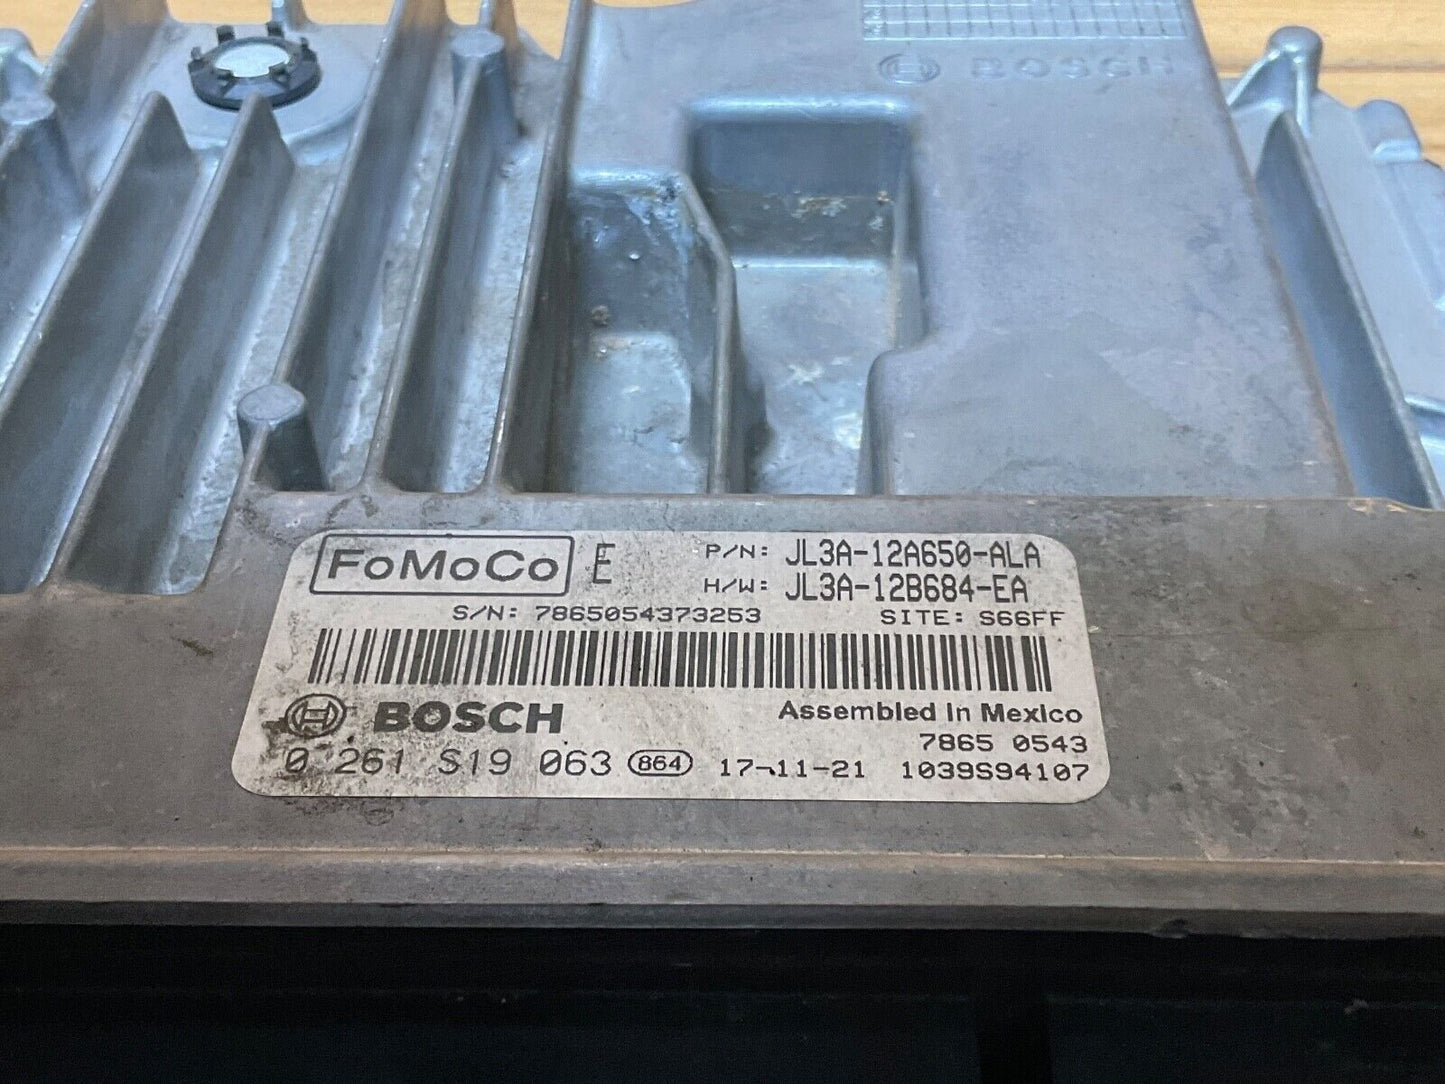 BOSCH
FoMoCo E P/N: JL3A-12A650-ALA
H/W: JL3A-12B684-EA
S/N: 7865054373253 SITE: S66FF
BOSCH Assembled in Mexico
7865 0543
0 261 S19 063 864 17-11-21 1039S94107